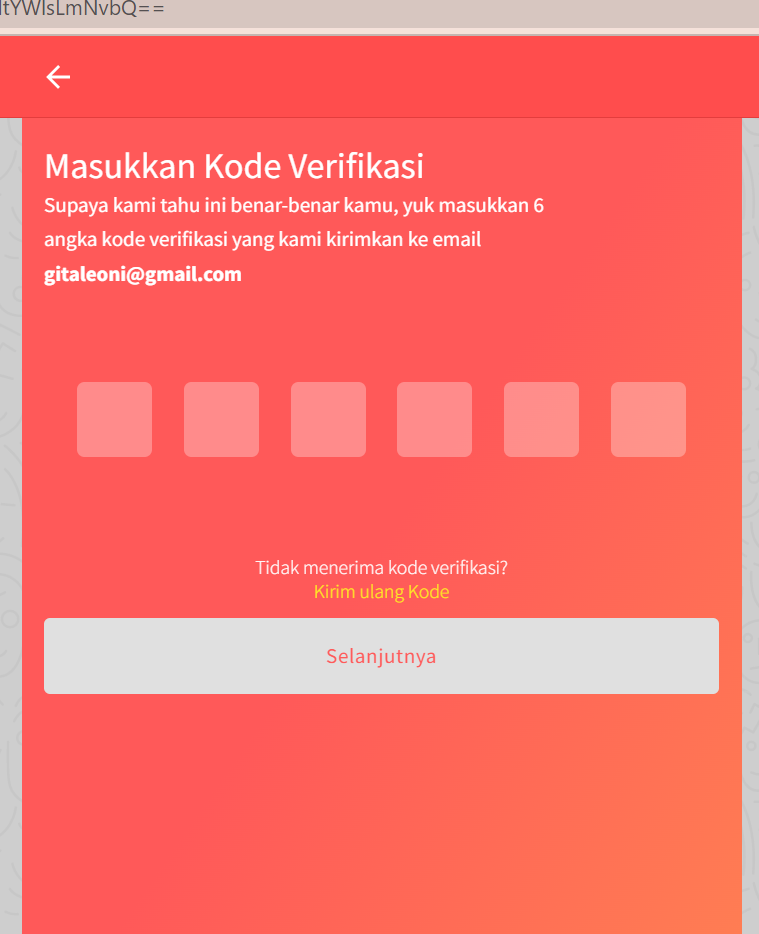 ltYWlsLmNvbQ==
Masukkan Kode Verifikasi
Supaya kami tahu ini benar-benar kamu, yuk masukkan 6
angka kode verifikasi yang kami kirimkan ke email
gitaleoni@gmail.com
Tidak menerima kode verifikasi?
Kirim ulang Kode
Selanjutnya